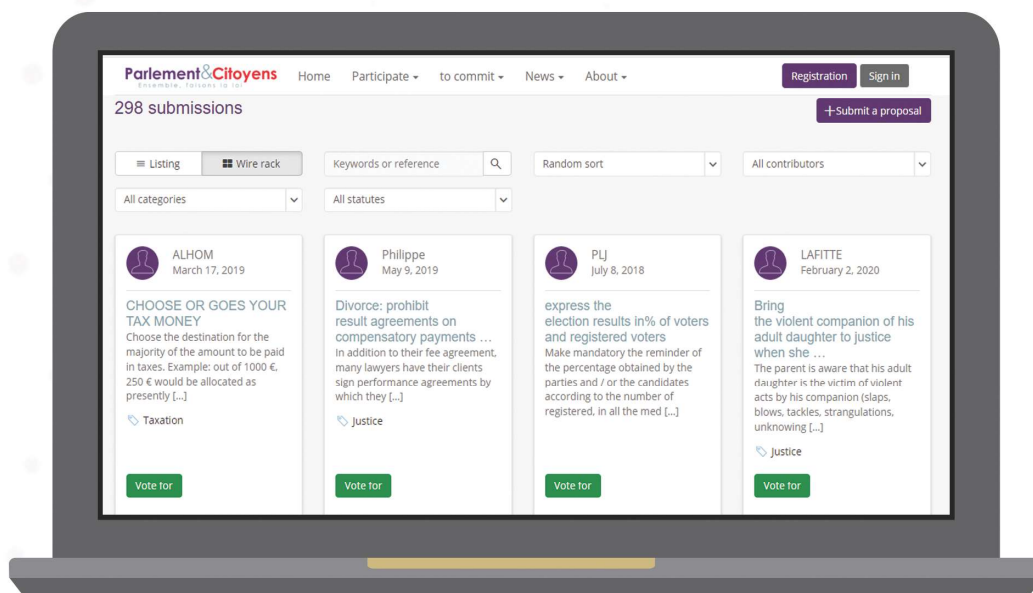 Parlement&Citoyens Home Participate to commit News About Registration Sign in
Ensemble, faisons la loi
298 submissions +Submit a proposal
Listing Wire rack Keywords or reference Random sort All contributors
All categories All statutes
ALHOM
March 17, 2019
CHOOSE OR GOES YOUR
TAX MONEY
Choose the destination for the
majority of the amount to be paid
in taxes. Example: out of 1000 €,
250 € would be allocated as
presently [...]
Taxation
Vote for
Philippe
May 9, 2019
Divorce: prohibit
result agreements on
compensatory payments ...
In addition to their fee agreement,
many lawyers have their clients
sign performance agreements by
which they [...]
Justice
Vote for
PLJ
July 8, 2018
express the
election results in% of voters
and registered voters
Make mandatory the reminder of
the percentage obtained by the
parties and / or the candidates
according to the number of
registered, in all the med [...]
Vote for
LAFITTE
February 2, 2020
Bring
the violent companion of his
adult daughter to justice
when she ...
The parent is aware that his adult
daughter is the victim of violent
acts by his companion (slaps,
blows, tackles, strangulations,
unknowing [...]
Justice
Vote for